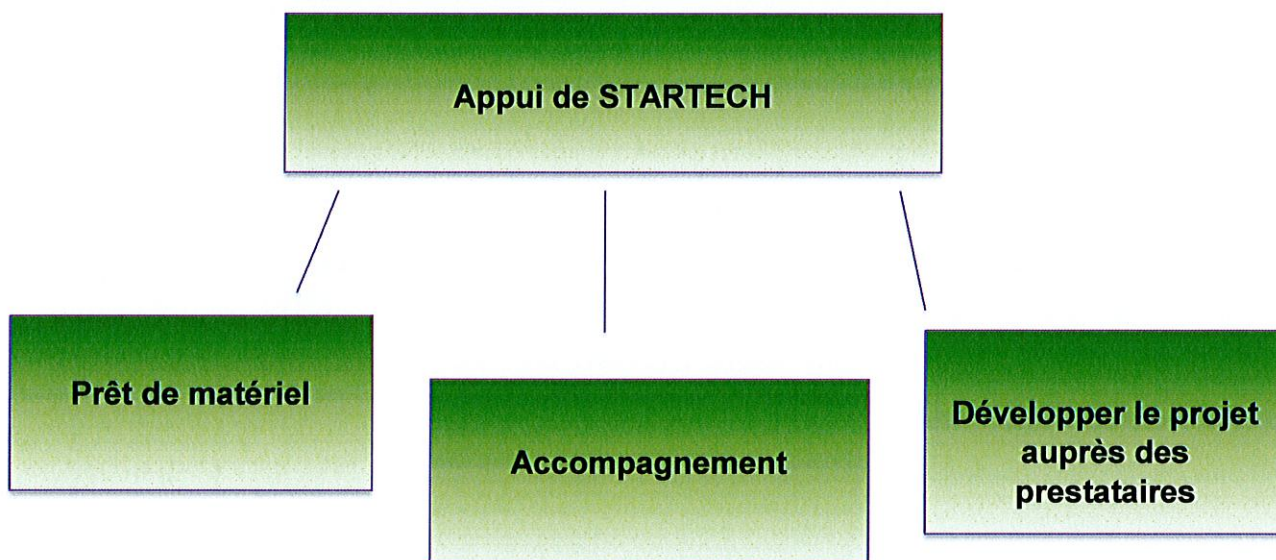 Appui de STARTECH
Prêt de matériel
Accompagnement
Développer le projet
auprès des
prestataires